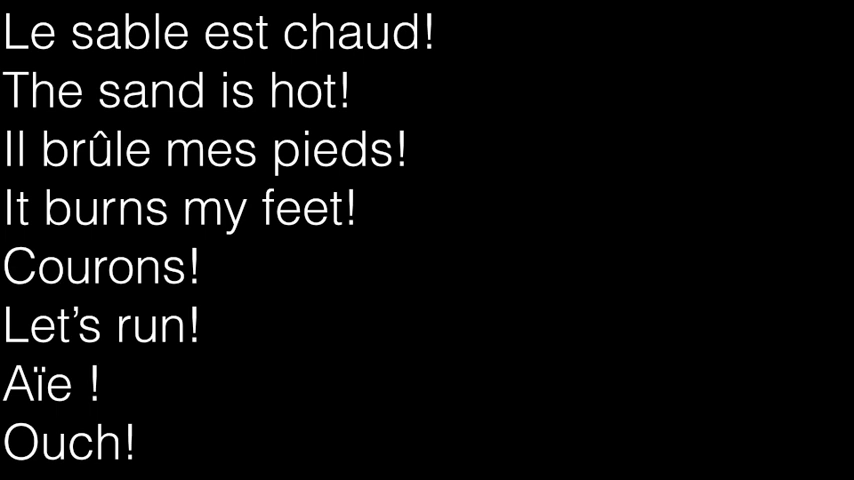 Le sable est chaud!
The sand is hot!
Il brûle mes pieds!
It burns my feet!
Courons!
Let’s run!
Aïe !
Ouch!